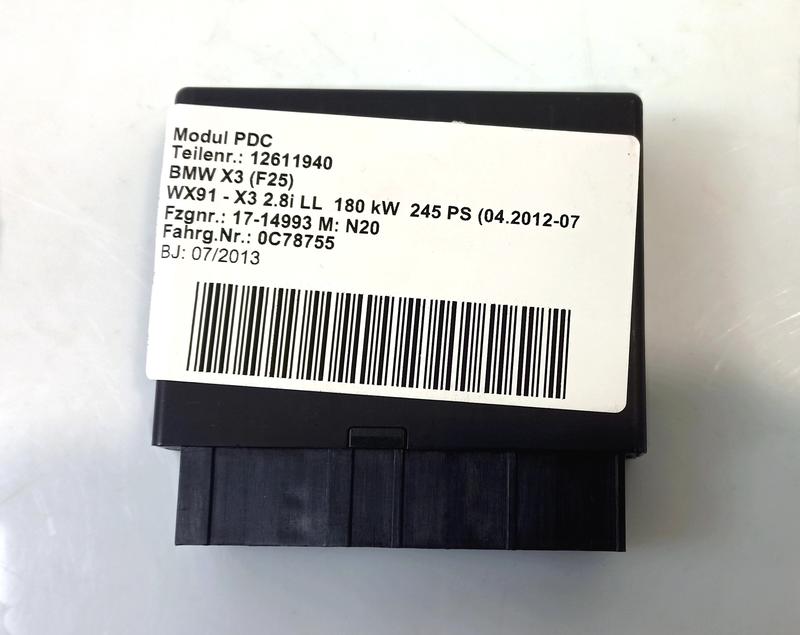 Modul PDC
Teilenr.: 12611940
BMW X3 (F25)
WX91 - X3 2.8i LL 180 kW 245 PS (04.2012-07
Fzgnr.: 17-14993 M: N20
Fahrg.Nr.: 0C78755
BJ: 07/2013